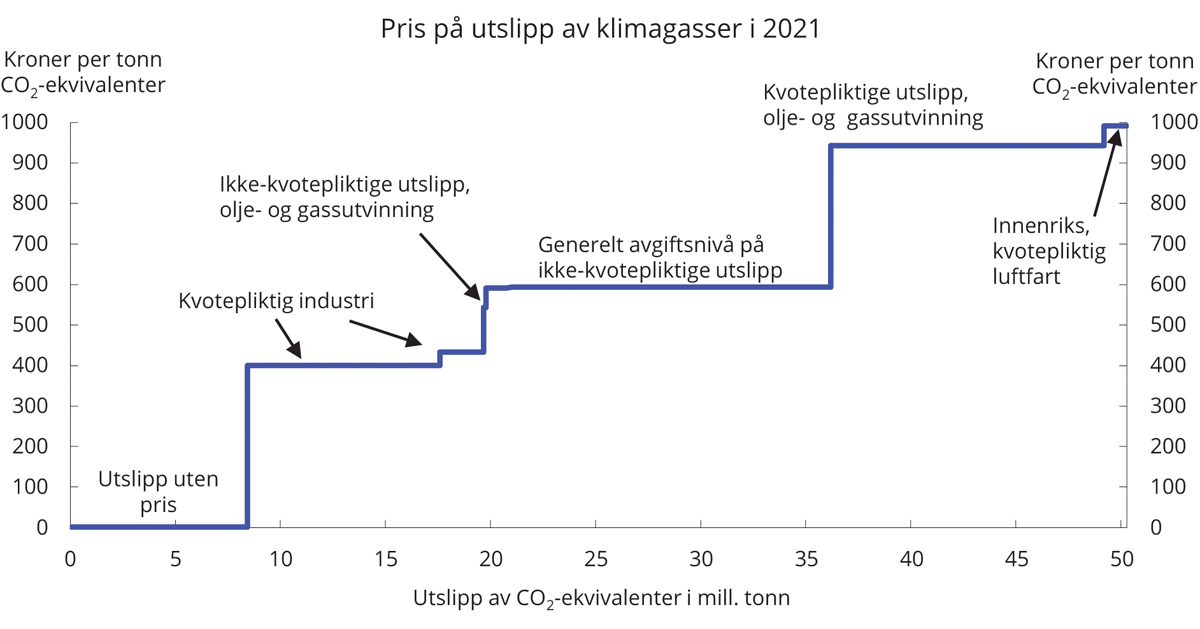 Pris på utslipp av klimagasser i 2021
Kroner per tonn
CO₂-ekvivalenter
Kroner per tonn
CO₂-ekvivalenter
1000
900
800
700
600
500
400
300
200
100
0
Utslipp uten
pris
Kvotepliktig industri
Ikke-kvotepliktige utslipp,
olje- og gassutvinning
Generelt avgiftsnivå på
ikke-kvotepliktige utslipp
Kvotepliktige utslipp,
olje- og gassutvinning
Innenriks,
kvotepliktig
luftfart
1000
900
800
700
600
500
400
300
200
100
0
0 5 10 15 20 25 30 35 40 45 50
Utslipp av CO₂-ekvivalenter i mill. tonn